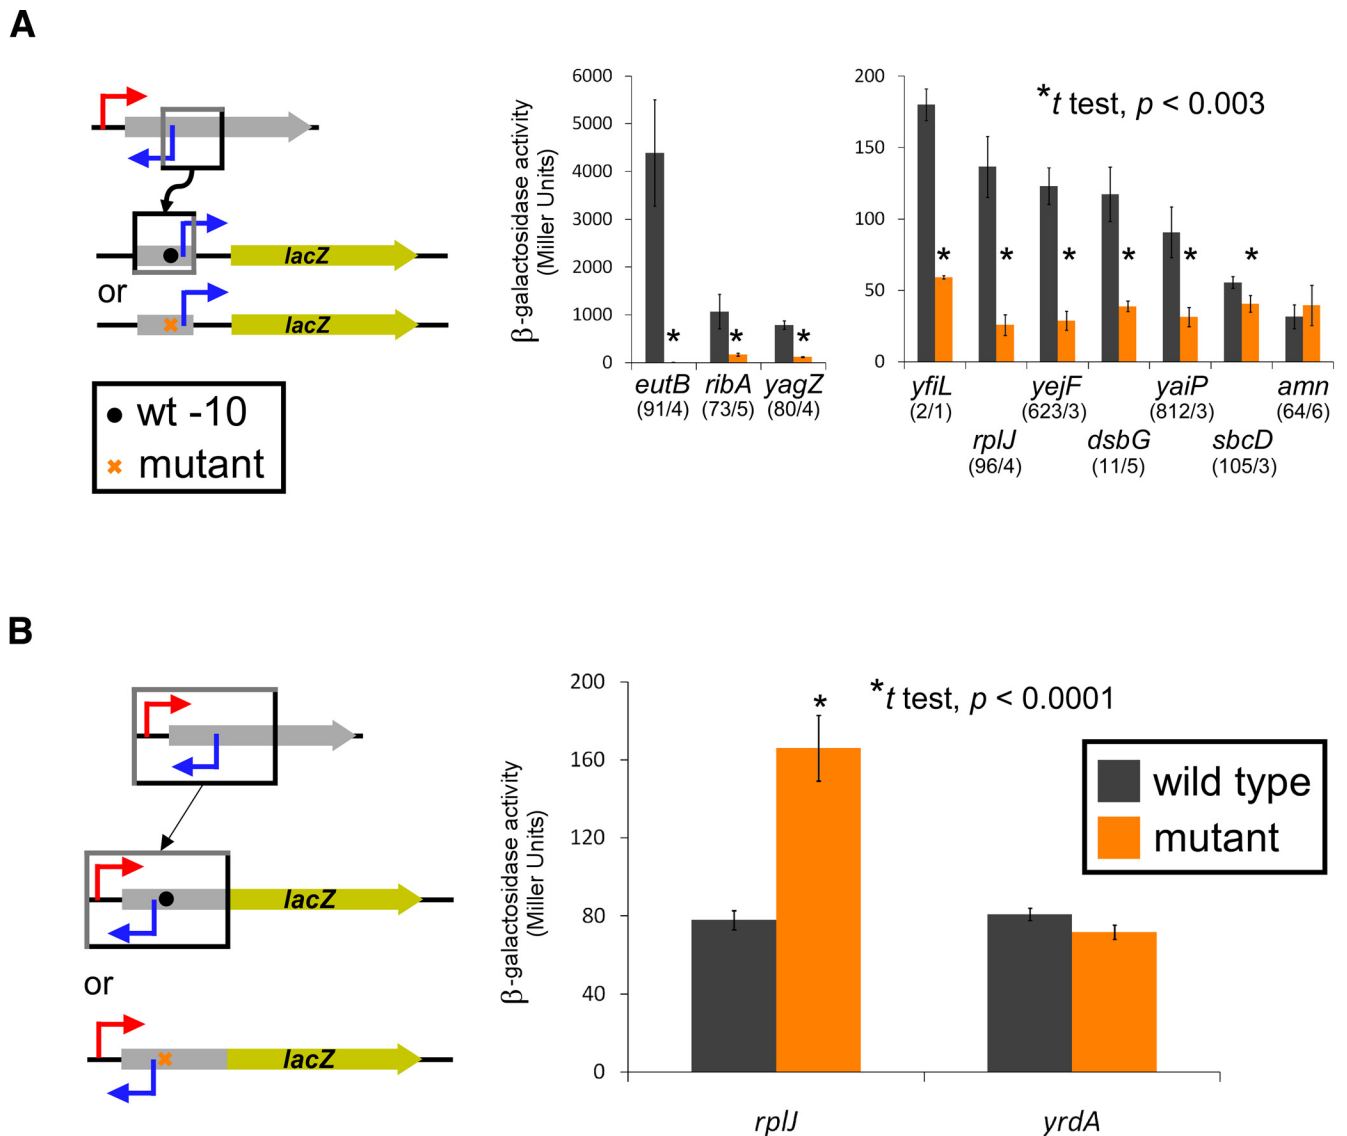 A
or
lacZ
lacZ
wt -10
mutant
β-galactosidase activity
(Miller Units)
6000
5000
4000
3000
2000
1000
0
* * *
eutB ribA yagZ
(91/4) (73/5) (80/4)
*t test, p < 0.003
200
150
100
50
0
* * * * * *
yfiL yejF yaiP amn
(2/1) (623/3) (812/3) (64/6)
rplJ dsbG sbcD
(96/4) (11/5) (105/3)
B
lacZ
or
lacZ
β-galactosidase activity
(Miller Units)
200
160
120
80
40
0
*
*t test, p < 0.0001
wild type
mutant
rplJ yrdA